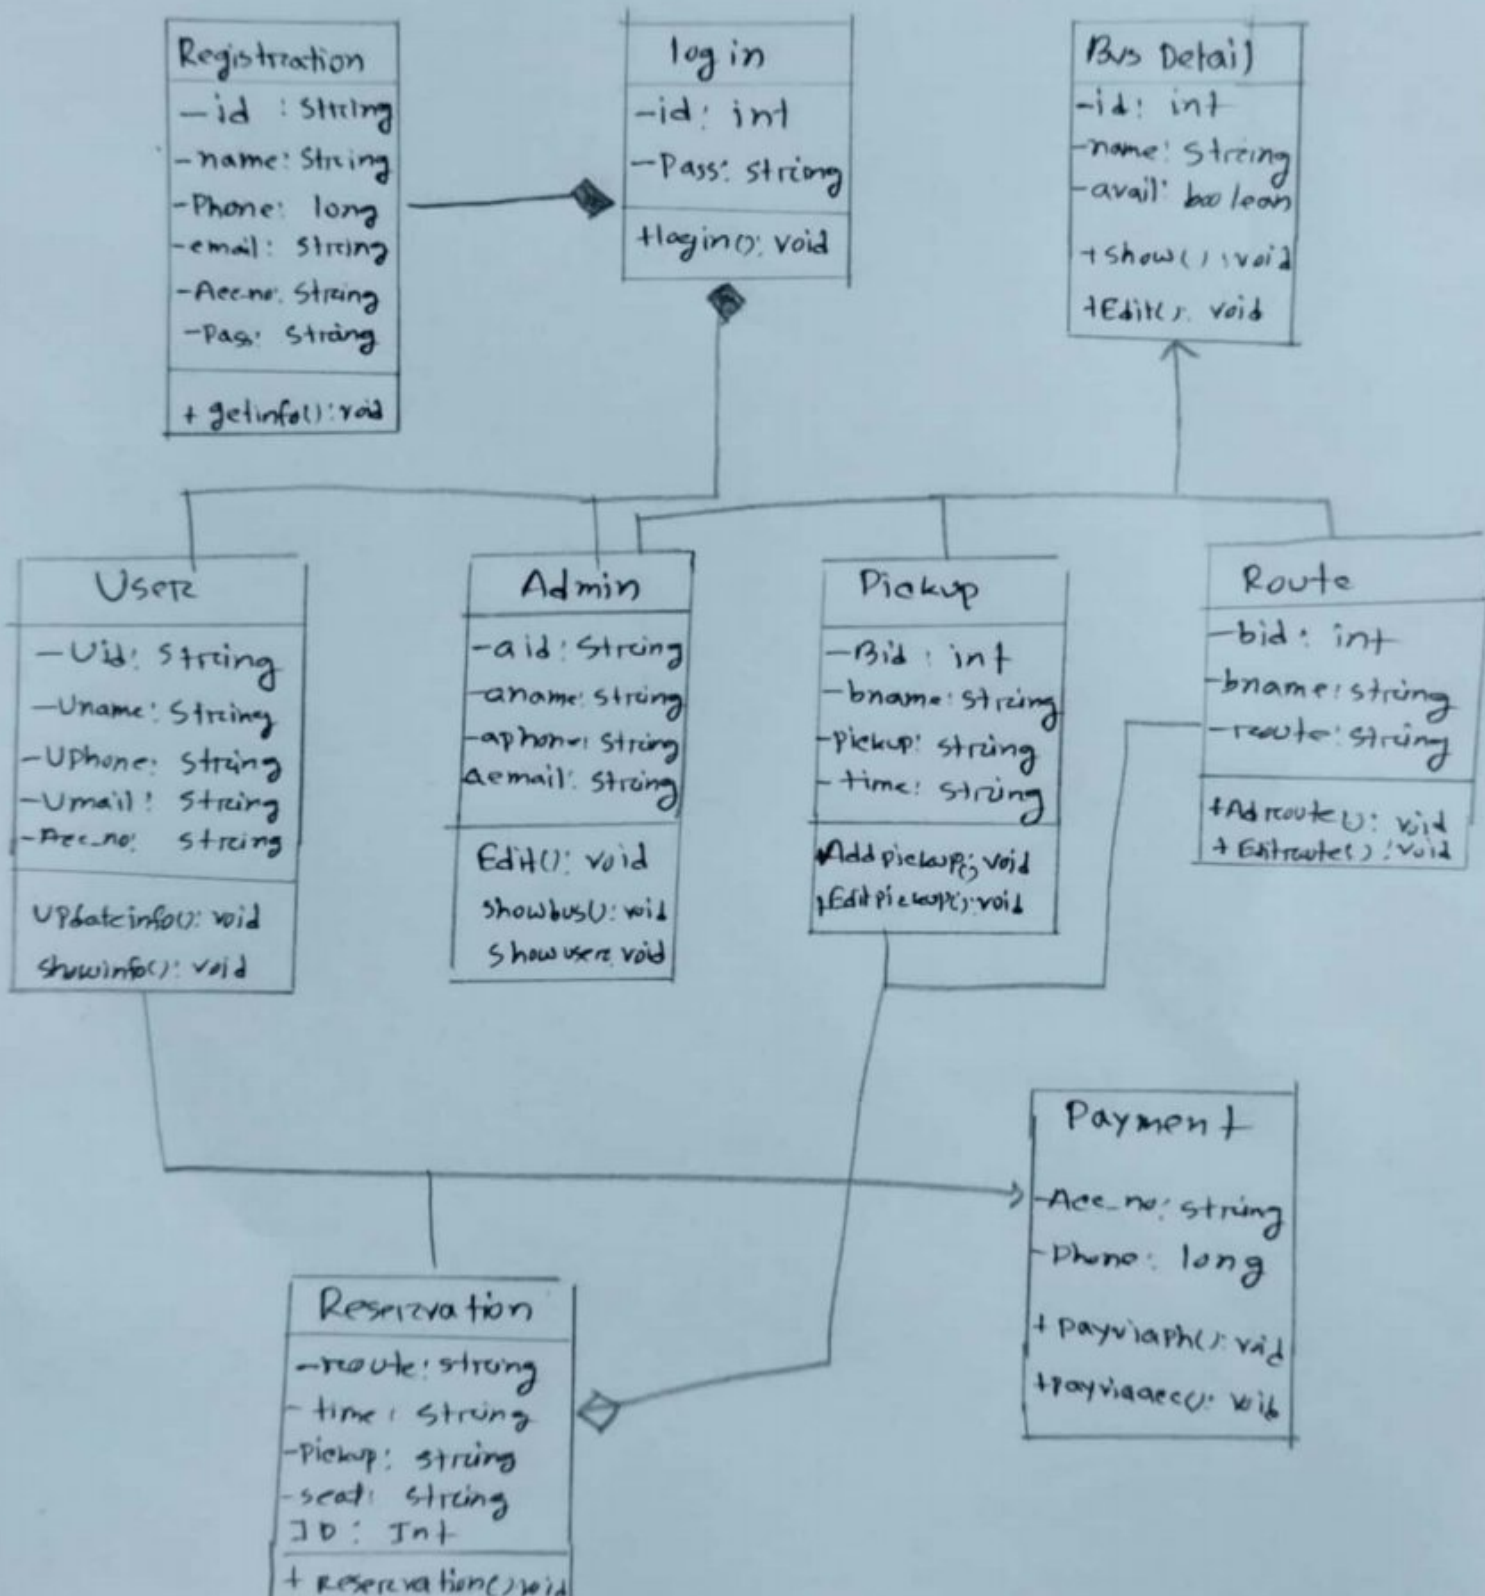 Registration
-id : String
-name: String
-Phone: long
-email: String
-Acc.no: String
-Pass: String
+ getinfo(): void
log in
-id: int
-Pass: string
+login(): void
Bus Detail
-id: int
-name: String
-avail: boolean
+show(): void
+Edit(): void
User
-Uid: String
-Uname: String
-UPhone: String
-Umail: String
-Acc_no: string
Updateinfo(): void
showinfo(): void
Admin
-aid: String
-aname: string
-aphone: string
aemail: string
Edit(): void
showbus(): void
Showuser: void
Pickup
-Bid: int
-bname: string
-pickup: string
-time: string
Addpickup(): void
+Editpickup(): void
Route
-bid: int
-bname: string
-route: string
+Adroute(): void
+ Editroute(): void
Payment
-Acc_no: string
-Phone: long
+ payviaph(): void
+payviaacc(): void
Reservation
-route: string
-time: string
-Pickup: string
-seat: string
ID: Int
+ Reservation() void